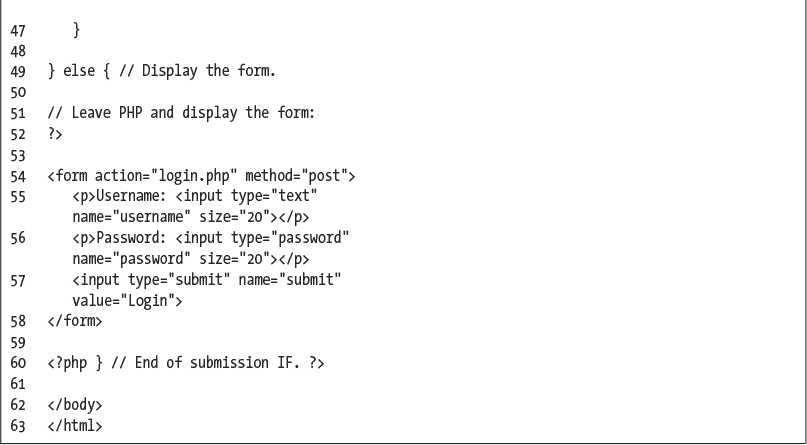 47 }
48
49 } else { // Display the form.
50
51 // Leave PHP and display the form:
52 ?>
53
54 <form action="login.php" method="post">
55 <p>Username: <input type="text"
name="username" size="20"></p>
56 <p>Password: <input type="password"
name="password" size="20"></p>
57 <input type="submit" name="submit"
value="Login">
58 </form>
59
60 <?php } // End of submission IF. ?>
61
62 </body>
63 </html>